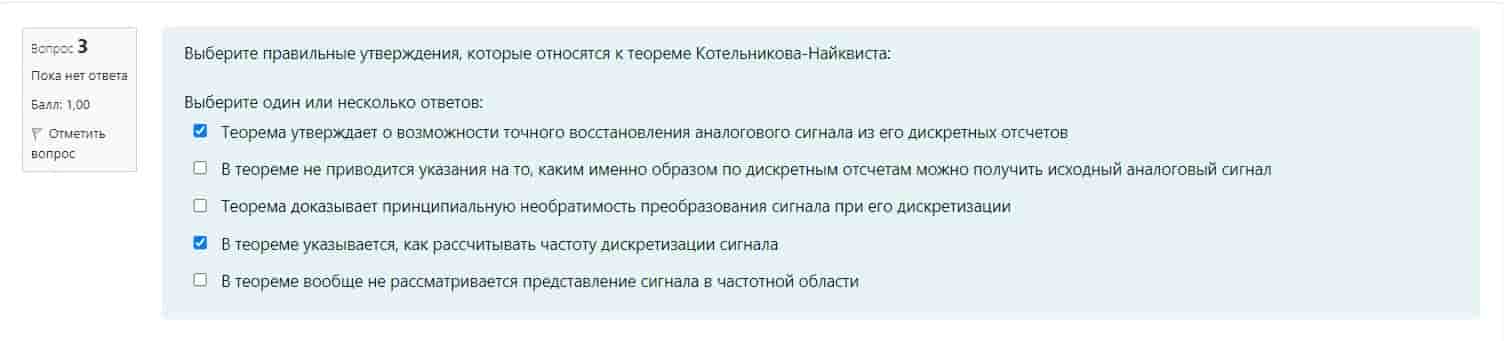 Вопрос 3
Пока нет ответа
Балл: 1,00
Отметить
вопрос
Выберите правильные утверждения, которые относятся к теореме Котельникова-Найквиста:
Выберите один или несколько ответов:
Теорема утверждает о возможности точного восстановления аналогового сигнала из его дискретных отсчетов
В теореме не приводится указания на то, каким именно образом по дискретным отсчетам можно получить исходный аналоговый сигнал
Теорема доказывает принципиальную необратимость преобразования сигнала при его дискретизации
В теореме указывается, как рассчитывать частоту дискретизации сигнала
В теореме вообще не рассматривается представление сигнала в частотной области